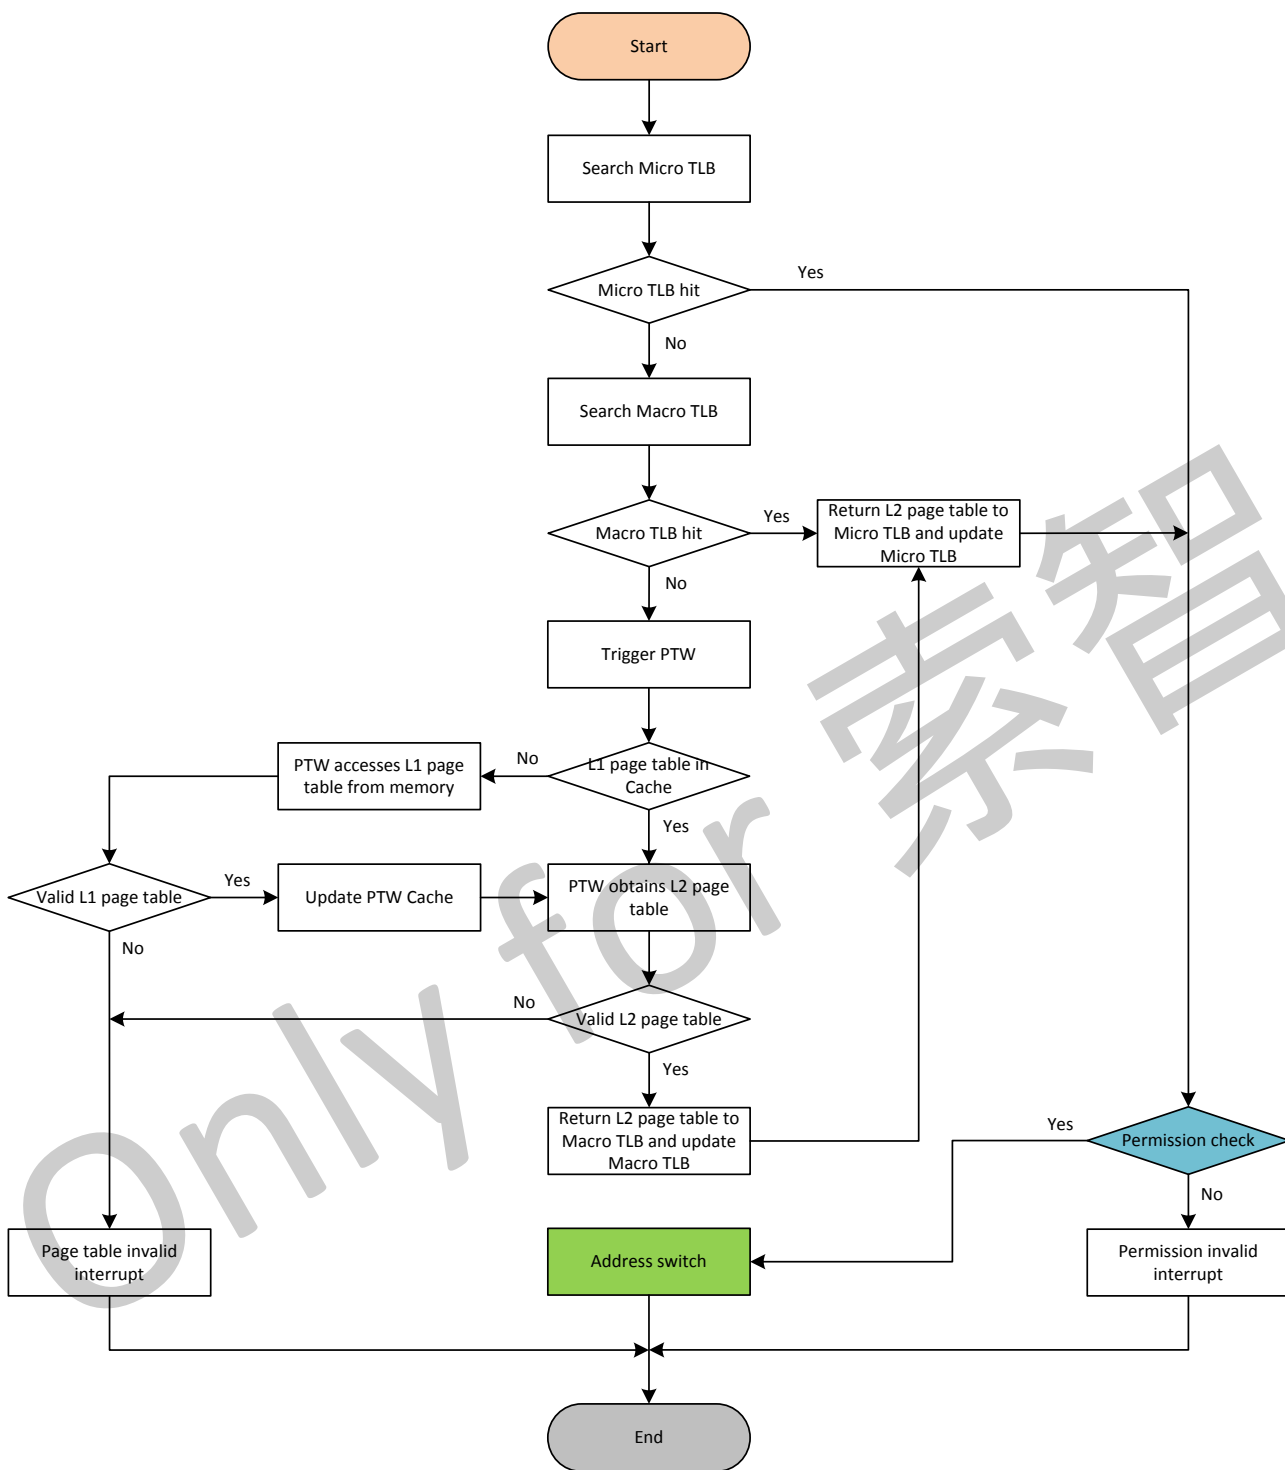 Start
Search Micro TLB
Micro TLB hit
Yes
No
Search Macro TLB
Macro TLB hit
Yes
Return L2 page table to
Micro TLB and update
Micro TLB
No
Trigger PTW
L1 page table in
Cache
No
PTW accesses L1 page
table from memory
Yes
Valid L1 page table
Yes
Update PTW Cache
PTW obtains L2 page
table
No
Valid L2 page table
No
Yes
Return L2 page table to
Macro TLB and update
Macro TLB
Permission check
Yes
No
Page table invalid
interrupt
Address switch
Permission invalid
interrupt
End
Only for 索智